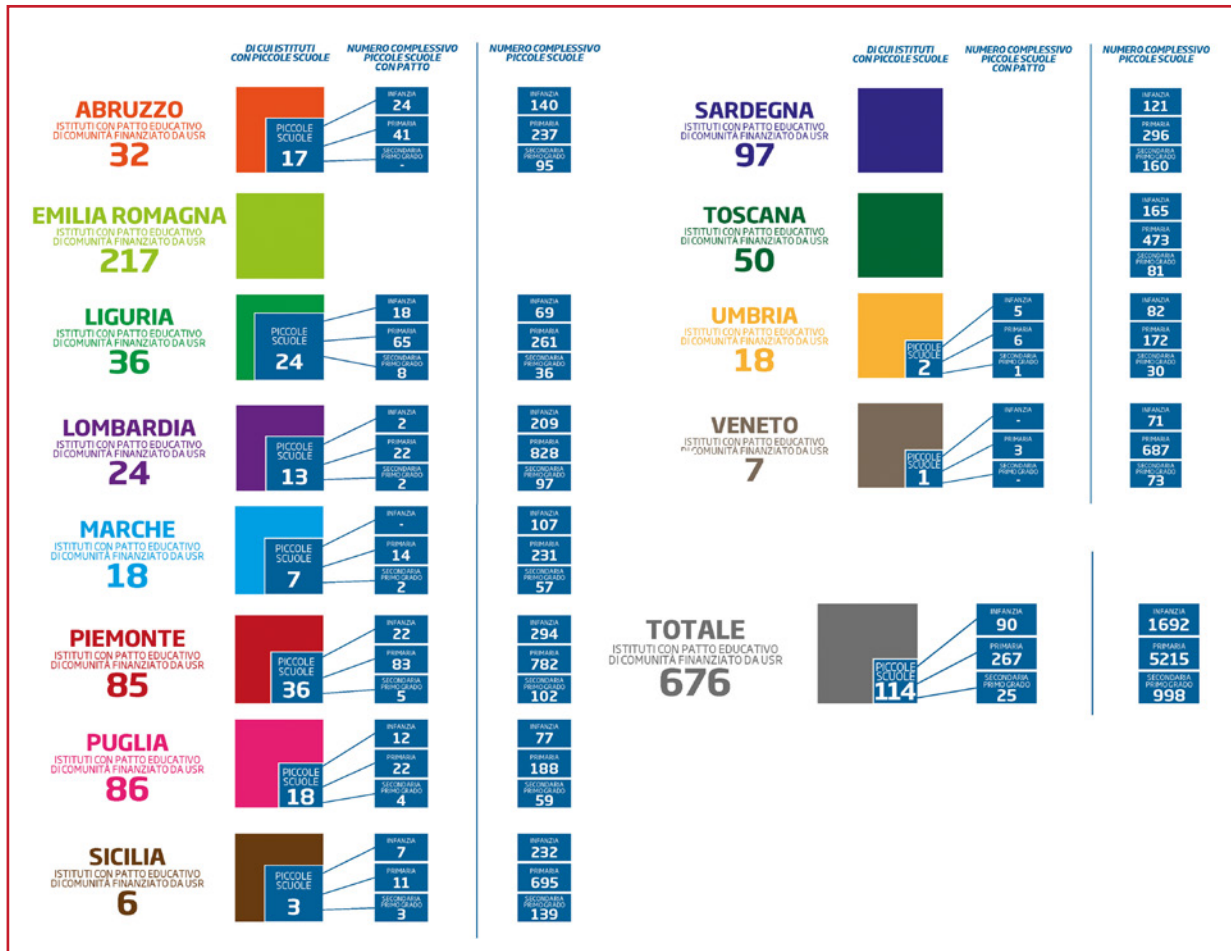 DI CUI ISTITUTI
CON PICCOLE SCUOLE
NUMERO COMPLESSIVO
PICCOLE SCUOLE
CON PATTO
NUMERO COMPLESSIVO
PICCOLE SCUOLE
ABRUZZO
ISTITUTI CON PATTO EDUCATIVO
DI COMUNITÀ FINANZIATO DA USR
32
PICCOLE
SCUOLE
17
INFANZIA
24
PRIMARIA
41
SECONDARIA
PRIMO GRADO
-
INFANZIA
140
PRIMARIA
237
SECONDARIA
PRIMO GRADO
95
EMILIA ROMAGNA
ISTITUTI CON PATTO EDUCATIVO
DI COMUNITÀ FINANZIATO DA USR
217
LIGURIA
ISTITUTI CON PATTO EDUCATIVO
DI COMUNITÀ FINANZIATO DA USR
36
PICCOLE
SCUOLE
24
INFANZIA
18
PRIMARIA
65
SECONDARIA
PRIMO GRADO
8
INFANZIA
69
PRIMARIA
261
SECONDARIA
PRIMO GRADO
36
LOMBARDIA
ISTITUTI CON PATTO EDUCATIVO
DI COMUNITÀ FINANZIATO DA USR
24
PICCOLE
SCUOLE
13
INFANZIA
2
PRIMARIA
22
SECONDARIA
PRIMO GRADO
2
INFANZIA
209
PRIMARIA
828
SECONDARIA
PRIMO GRADO
97
MARCHE
ISTITUTI CON PATTO EDUCATIVO
DI COMUNITÀ FINANZIATO DA USR
18
PICCOLE
SCUOLE
7
INFANZIA
-
PRIMARIA
14
SECONDARIA
PRIMO GRADO
2
INFANZIA
107
PRIMARIA
231
SECONDARIA
PRIMO GRADO
57
PIEMONTE
ISTITUTI CON PATTO EDUCATIVO
DI COMUNITÀ FINANZIATO DA USR
85
PICCOLE
SCUOLE
36
INFANZIA
22
PRIMARIA
83
SECONDARIA
PRIMO GRADO
5
INFANZIA
294
PRIMARIA
782
SECONDARIA
PRIMO GRADO
102
PUGLIA
ISTITUTI CON PATTO EDUCATIVO
DI COMUNITÀ FINANZIATO DA USR
86
PICCOLE
SCUOLE
18
INFANZIA
12
PRIMARIA
22
SECONDARIA
PRIMO GRADO
4
INFANZIA
77
PRIMARIA
188
SECONDARIA
PRIMO GRADO
59
SICILIA
ISTITUTI CON PATTO EDUCATIVO
DI COMUNITÀ FINANZIATO DA USR
6
PICCOLE
SCUOLE
3
INFANZIA
7
PRIMARIA
11
SECONDARIA
PRIMO GRADO
3
INFANZIA
232
PRIMARIA
695
SECONDARIA
PRIMO GRADO
139
DI CUI ISTITUTI
CON PICCOLE SCUOLE
NUMERO COMPLESSIVO
PICCOLE SCUOLE
CON PATTO
NUMERO COMPLESSIVO
PICCOLE SCUOLE
SARDEGNA
ISTITUTI CON PATTO EDUCATIVO
DI COMUNITÀ FINANZIATO DA USR
97
INFANZIA
121
PRIMARIA
296
SECONDARIA
PRIMO GRADO
160
TOSCANA
ISTITUTI CON PATTO EDUCATIVO
DI COMUNITÀ FINANZIATO DA USR
50
INFANZIA
165
PRIMARIA
473
SECONDARIA
PRIMO GRADO
81
UMBRIA
ISTITUTI CON PATTO EDUCATIVO
DI COMUNITÀ FINANZIATO DA USR
18
PICCOLE
SCUOLE
2
INFANZIA
5
PRIMARIA
6
SECONDARIA
PRIMO GRADO
1
INFANZIA
82
PRIMARIA
172
SECONDARIA
PRIMO GRADO
30
VENETO
ISTITUTI CON PATTO EDUCATIVO
DI COMUNITÀ FINANZIATO DA USR
7
PICCOLE
SCUOLE
1
INFANZIA
-
PRIMARIA
3
SECONDARIA
PRIMO GRADO
-
INFANZIA
71
PRIMARIA
687
SECONDARIA
PRIMO GRADO
73
TOTALE
ISTITUTI CON PATTO EDUCATIVO
DI COMUNITÀ FINANZIATO DA USR
676
PICCOLE
SCUOLE
114
INFANZIA
90
PRIMARIA
267
SECONDARIA
PRIMO GRADO
25
INFANZIA
1692
PRIMARIA
5215
SECONDARIA
PRIMO GRADO
998